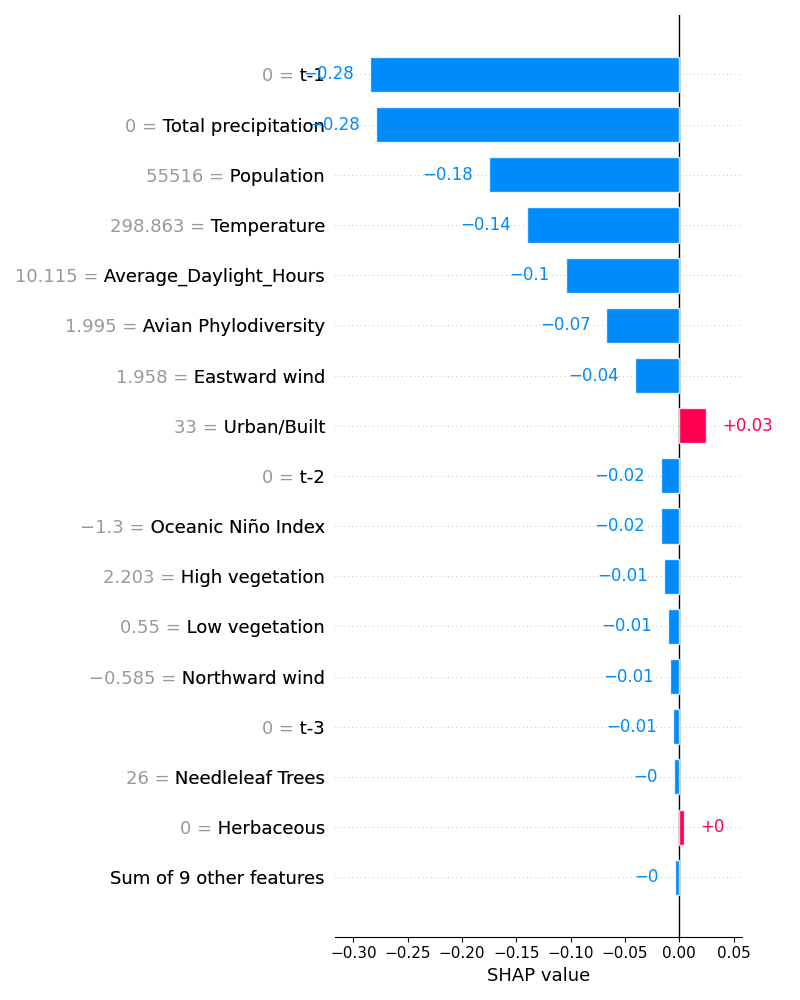 0 = t-1 −0.28
0 = Total precipitation −0.28
55516 = Population −0.18
298.863 = Temperature −0.14
10.115 = Average_Daylight_Hours −0.1
1.995 = Avian Phylodiversity −0.07
1.958 = Eastward wind −0.04
33 = Urban/Built +0.03
0 = t-2 −0.02
−1.3 = Oceanic Niño Index −0.02
2.203 = High vegetation −0.01
0.55 = Low vegetation −0.01
−0.585 = Northward wind −0.01
0 = t-3 −0.01
26 = Needleleaf Trees −0
0 = Herbaceous +0
Sum of 9 other features −0
−0.30 −0.25 −0.20 −0.15 −0.10 −0.05 0.00 0.05
SHAP value